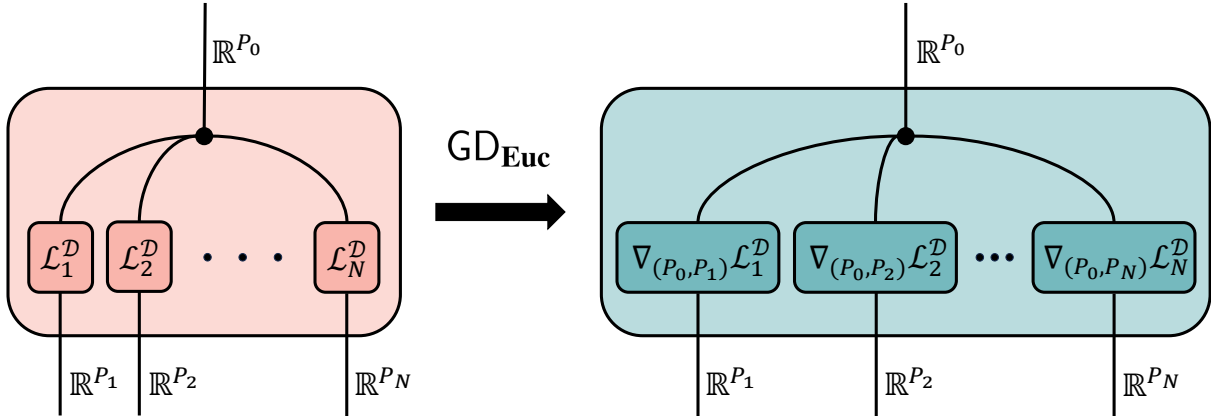 ℝ^{P_0} ℝ^{P_0}
GD_{Euc}
ℒ_1^𝒟 ℒ_2^𝒟 · · · ℒ_N^𝒟 ∇_{(P_0,P_1)}ℒ_1^𝒟 ∇_{(P_0,P_2)}ℒ_2^𝒟 ··· ∇_{(P_0,P_N)}ℒ_N^𝒟
ℝ^{P_1} ℝ^{P_2} ℝ^{P_N} ℝ^{P_1} ℝ^{P_2} ℝ^{P_N}